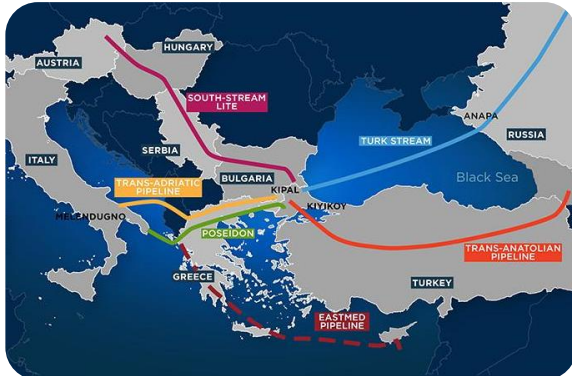 HUNGARY
AUSTRIA
SOUTH-STREAM
LITE
ANAPA
RUSSIA
TURK STREAM
SERBIA
ITALY
BULGARIA
Black Sea
TRANS-ADRIATIC
PIPELINE
KIPAL
KIYIKOY
MELENDUGNO
POSEIDON
TRANS-ANATOLIAN
PIPELINE
GREECE
TURKEY
EASTMED
PIPELINE